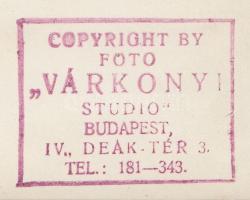 COPYRIGHT BY
FOTO
„VÁRKONYI
STUDIO"
BUDAPEST,
IV., DEÁK-TÉR 3.
TEL.: 181—343.